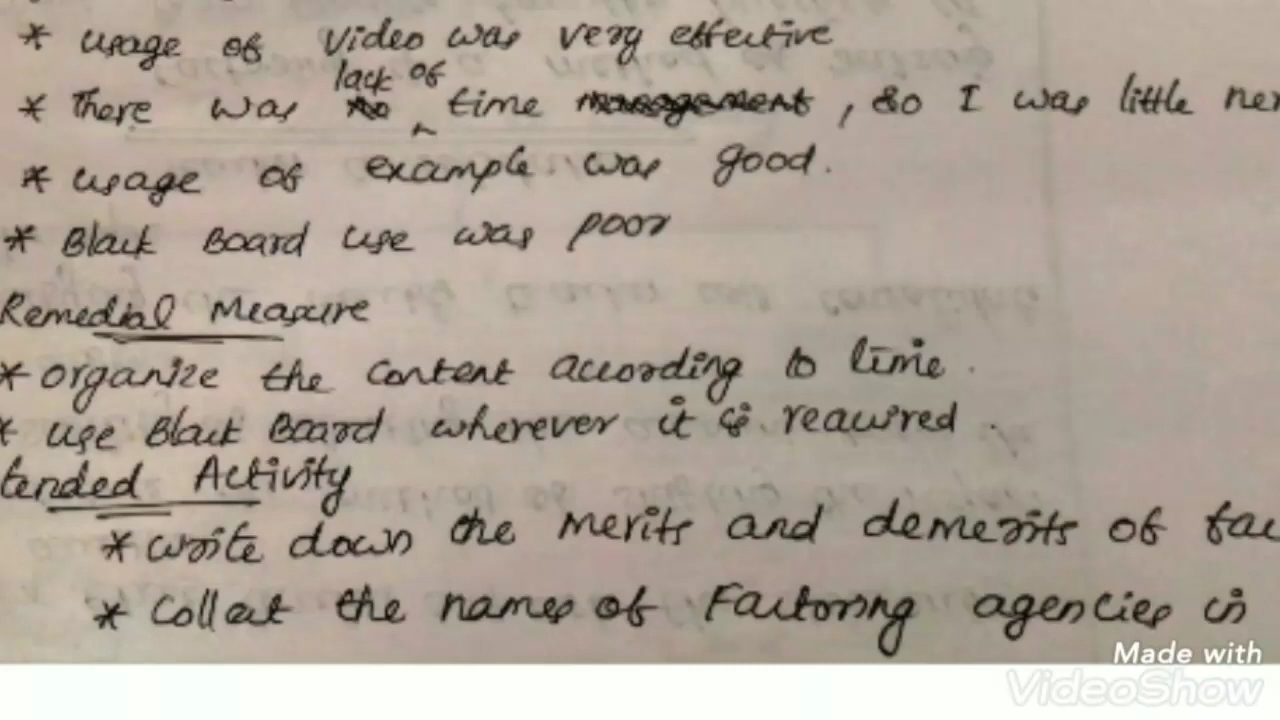 * usage of video was very effective
* There was lack of time management, so I was little ner
* usage of example was good.
* Black Board use was poor
Remedial Measure
* organize the content according to time.
* use Black Board wherever it is reawred.
tended Activity
* write down the merits and demerits of fac
* Collect the names of Factoring agencies in
Made with
VideoShow